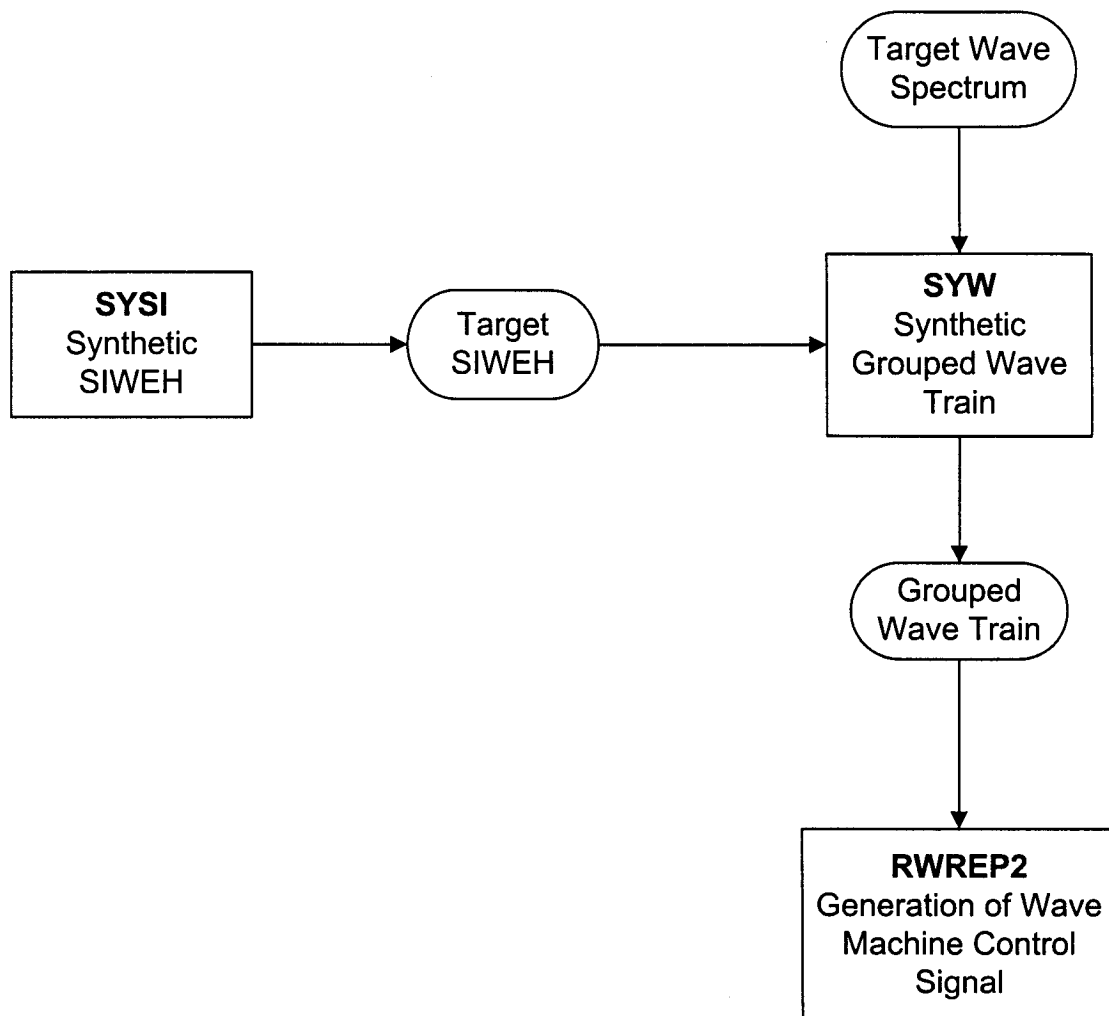 Target Wave
Spectrum
SYSI
Synthetic
SIWEH
Target
SIWEH
SYW
Synthetic
Grouped Wave
Train
Grouped
Wave Train
RWREP2
Generation of Wave
Machine Control
Signal